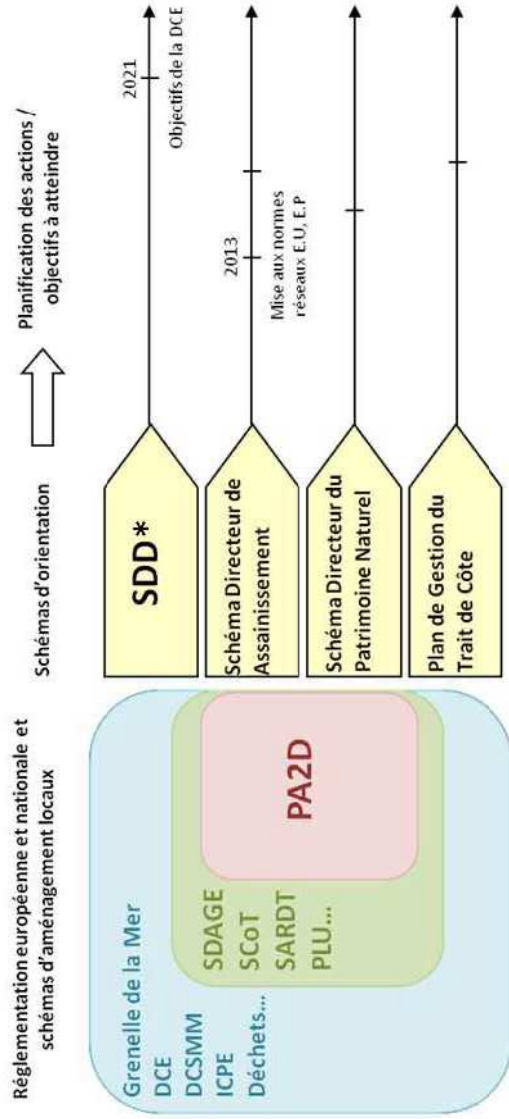 Réglementation européenne et nationale et
schémas d'aménagement locaux
Schémas d'orientation
Planification des actions /
objectifs à atteindre
Grenelle de la Mer
DCE
DCSMM
ICPE
Déchets...
SDAGE
SCoT
SARDT
PLU...
PA2D
SDD*
2021
Objectifs de la DCE
Schéma Directeur de
Assainissement
2013
Mise aux normes
réseaux E.U, E.P
Schéma Directeur du
Patrimoine Naturel
Plan de Gestion du
Trait de Côte